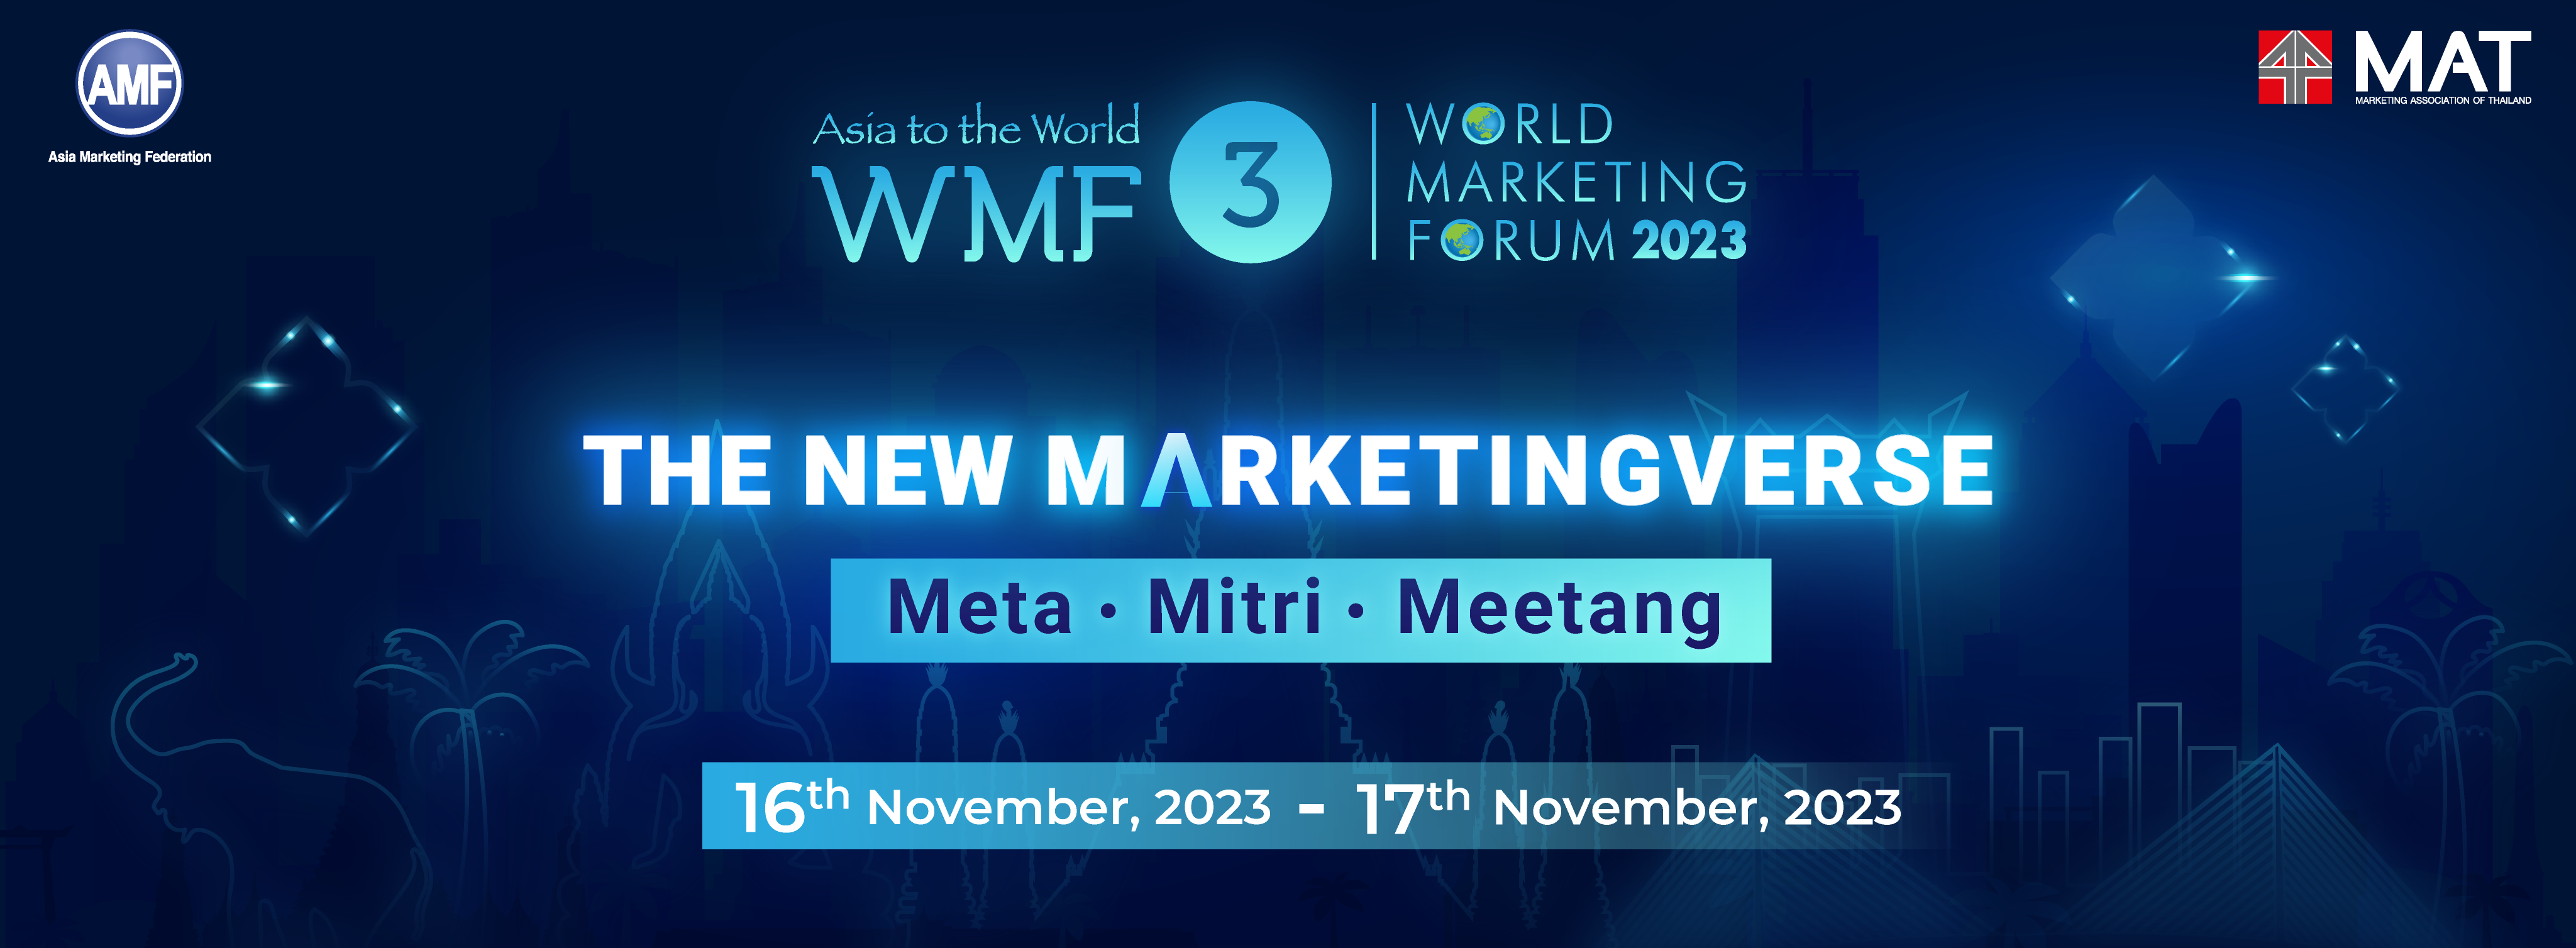 AMF
Asia Marketing Federation
MAT
MARKETING ASSOCIATION OF THAILAND
Asia to the World
WMF 3
WORLD
MARKETING
FORUM 2023
THE NEW MARKETINGVERSE
Meta • Mitri • Meetang
16th November, 2023 - 17th November, 2023